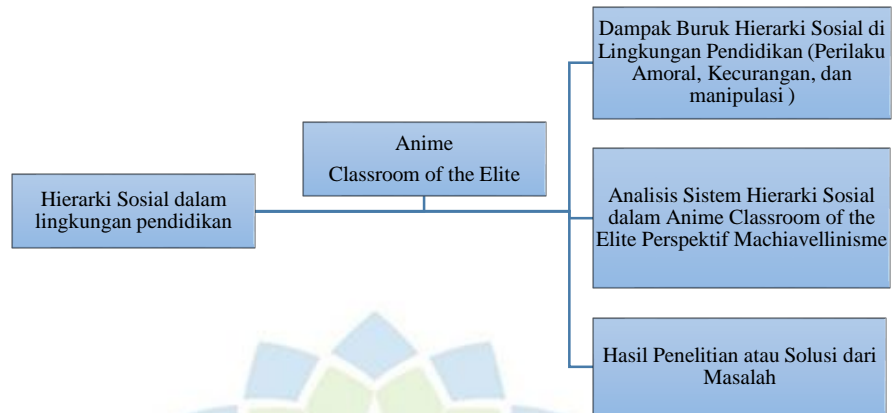 Hierarki Sosial dalam
lingkungan pendidikan
Anime
Classroom of the Elite
Dampak Buruk Hierarki Sosial di
Lingkungan Pendidikan (Perilaku
Amoral, Kecurangan, dan
manipulasi )
Analisis Sistem Hierarki Sosial
dalam Anime Classroom of the
Elite Perspektif Machiavellinisme
Hasil Penelitian atau Solusi dari
Masalah